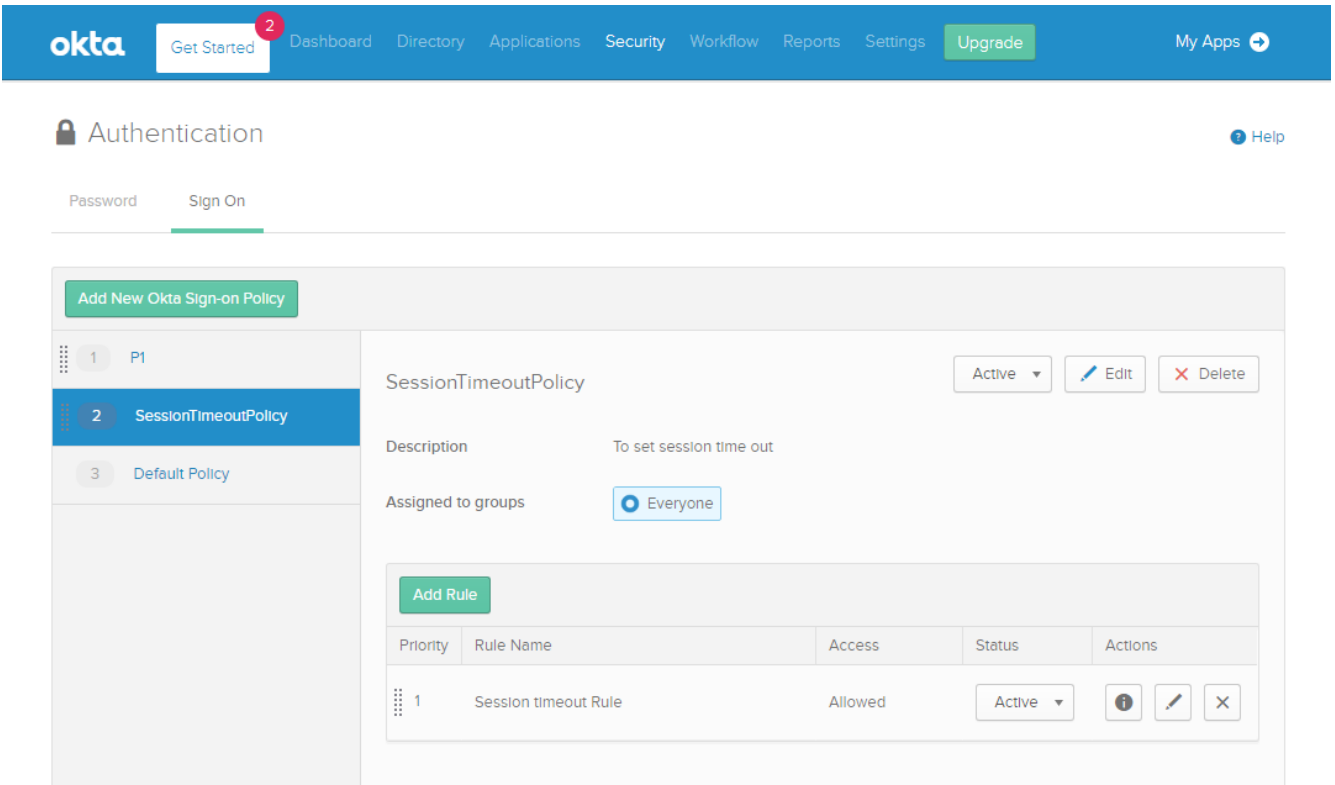 okta Get Started 2 Dashboard Directory Applications Security Workflow Reports Settings Upgrade My Apps
Authentication
Help
Password Sign On
Add New Okta Sign-on Policy
1 P1
2 SessionTimeoutPolicy
3 Default Policy
SessionTimeoutPolicy Active Edit Delete
Description To set session time out
Assigned to groups Everyone
Add Rule
Priority Rule Name Access Status Actions
1 Session timeout Rule Allowed Active